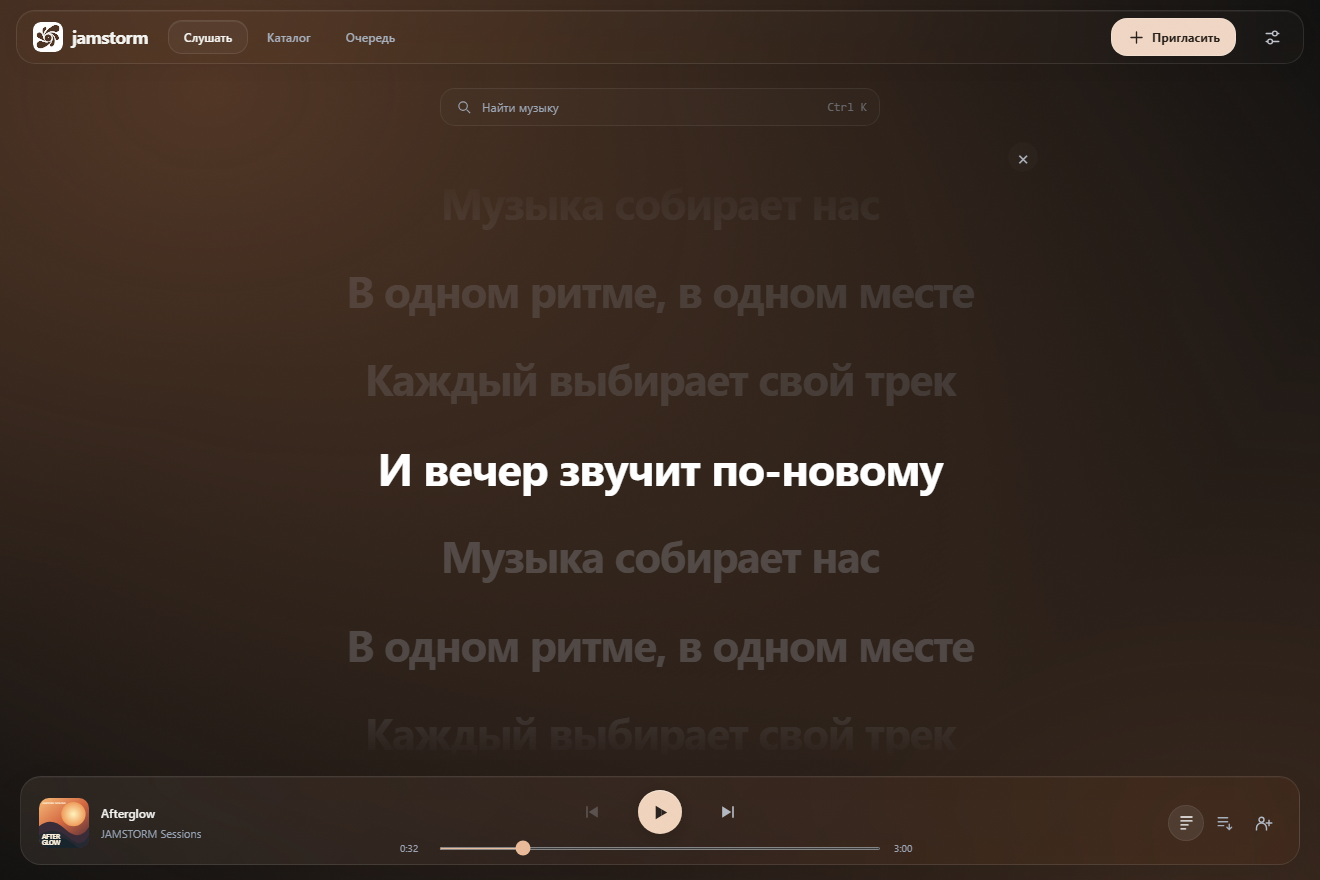 jamstorm
Слушать
Каталог
Очередь
Пригласить
Найти музыку
Ctrl K
Музыка собирает нас
В одном ритме, в одном месте
Каждый выбирает свой трек
И вечер звучит по-новому
Музыка собирает нас
В одном ритме, в одном месте
Каждый выбирает свой трек
AFTER
GLOW
Afterglow
JAMSTORM Sessions
0:32
3:00